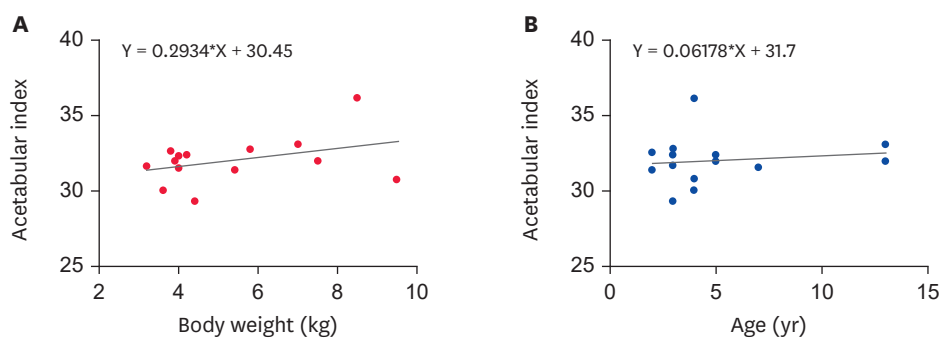 A
Y = 0.2934*X + 30.45
40
35
30
25
Acetabular index
2
4
6
8
10
Body weight (kg)
B
Y = 0.06178*X + 31.7
40
35
30
25
Acetabular index
0
5
10
15
Age (yr)